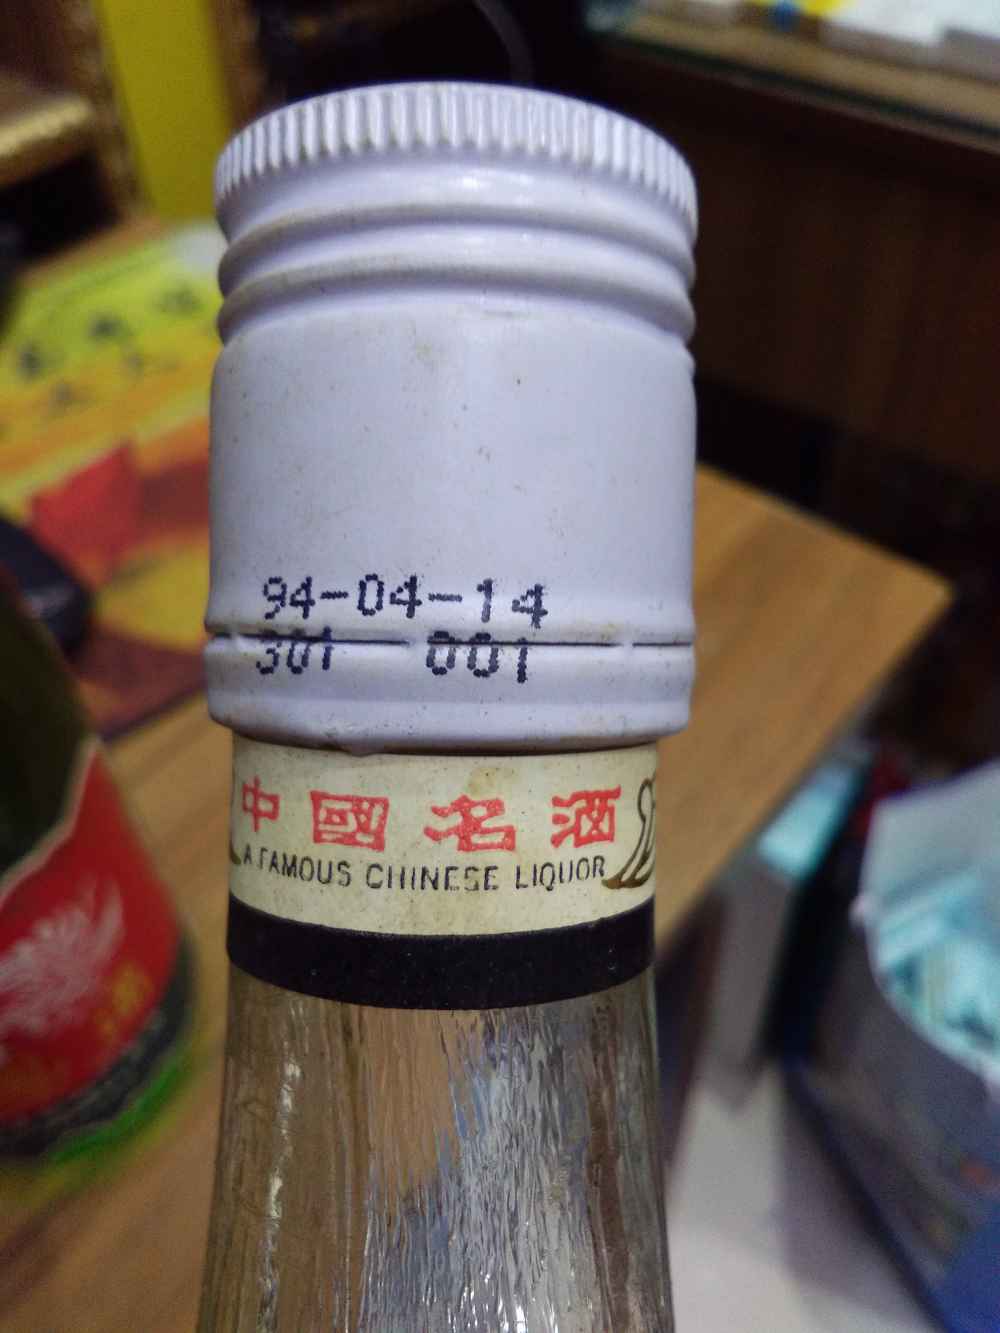 94-04-14
301 001
中國名酒
A FAMOUS CHINESE LIQUOR